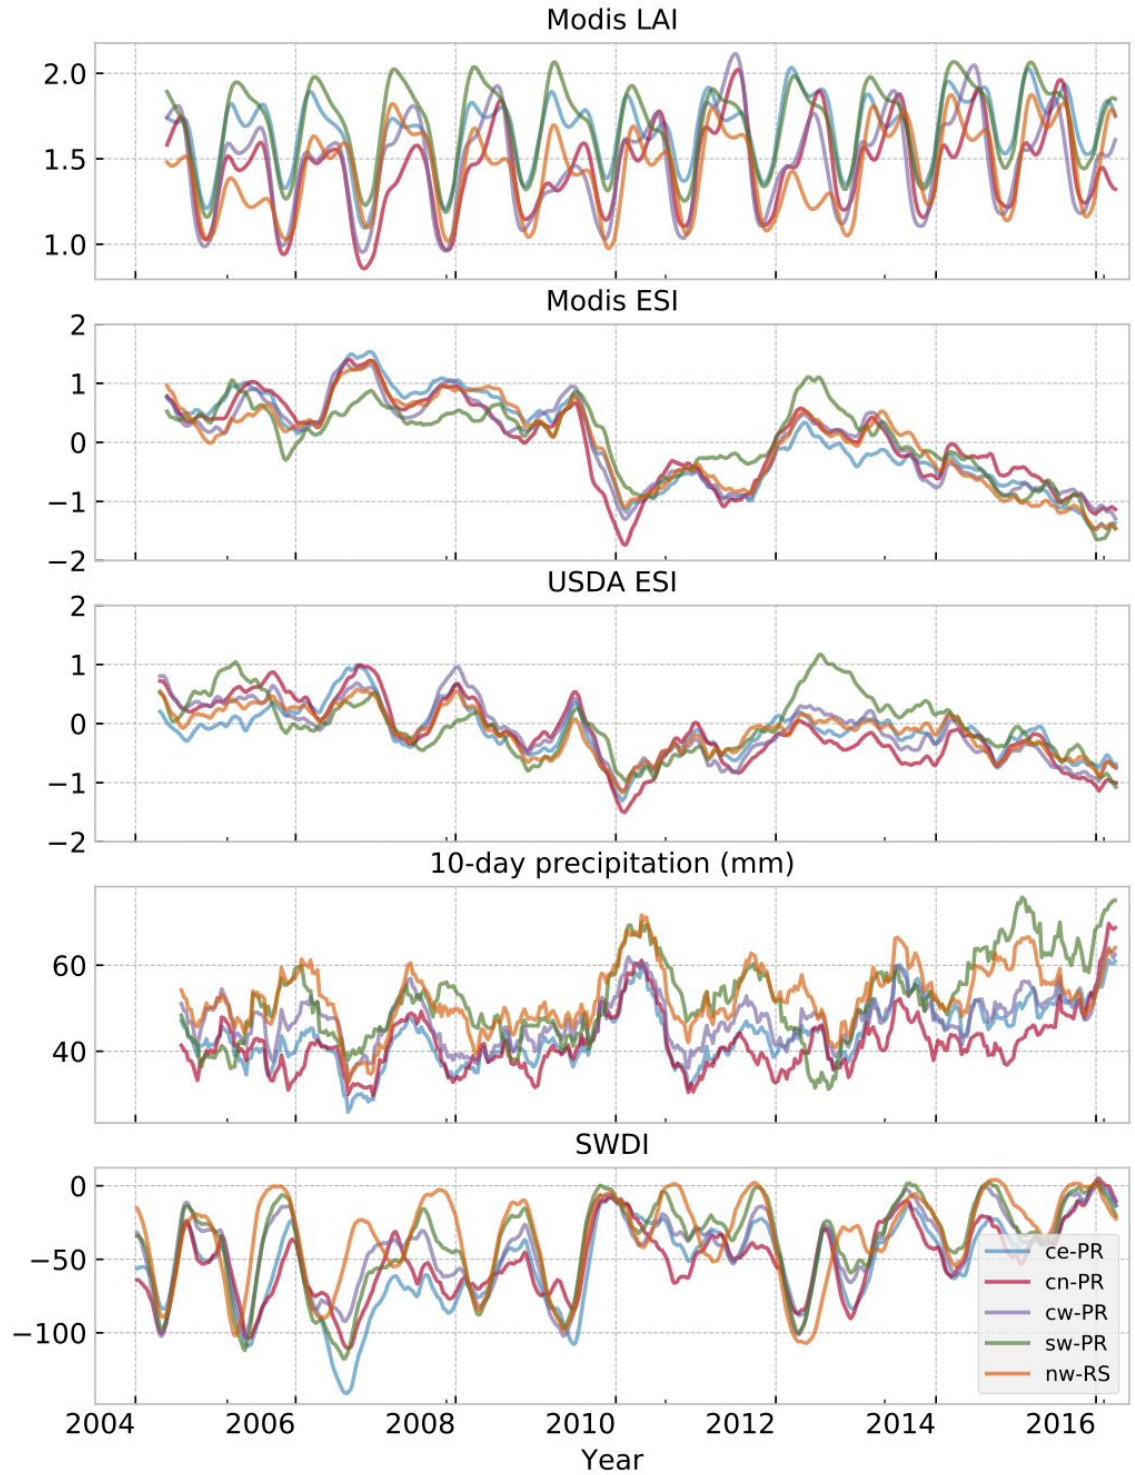 Modis LAI
2.0
1.5
1.0
Modis ESI
2
1
0
−1
−2
USDA ESI
2
1
0
−1
−2
10-day precipitation (mm)
60
40
SWDI
0
−50
−100
ce-PR
cn-PR
cw-PR
sw-PR
nw-RS
2004 2006 2008 2010 2012 2014 2016
Year